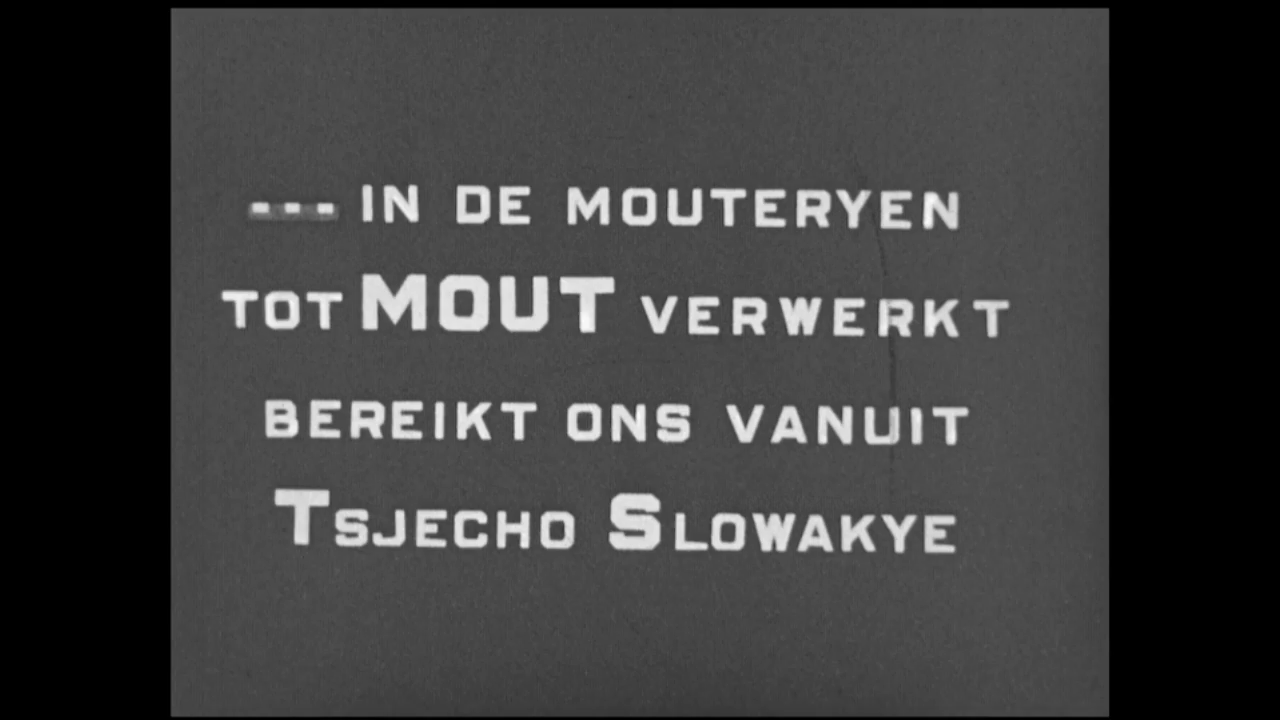 ... IN DE MOUTERYEN
TOT MOUT VERWERKT
BEREIKT ONS VANUIT
TSJECHO SLOWAKYE